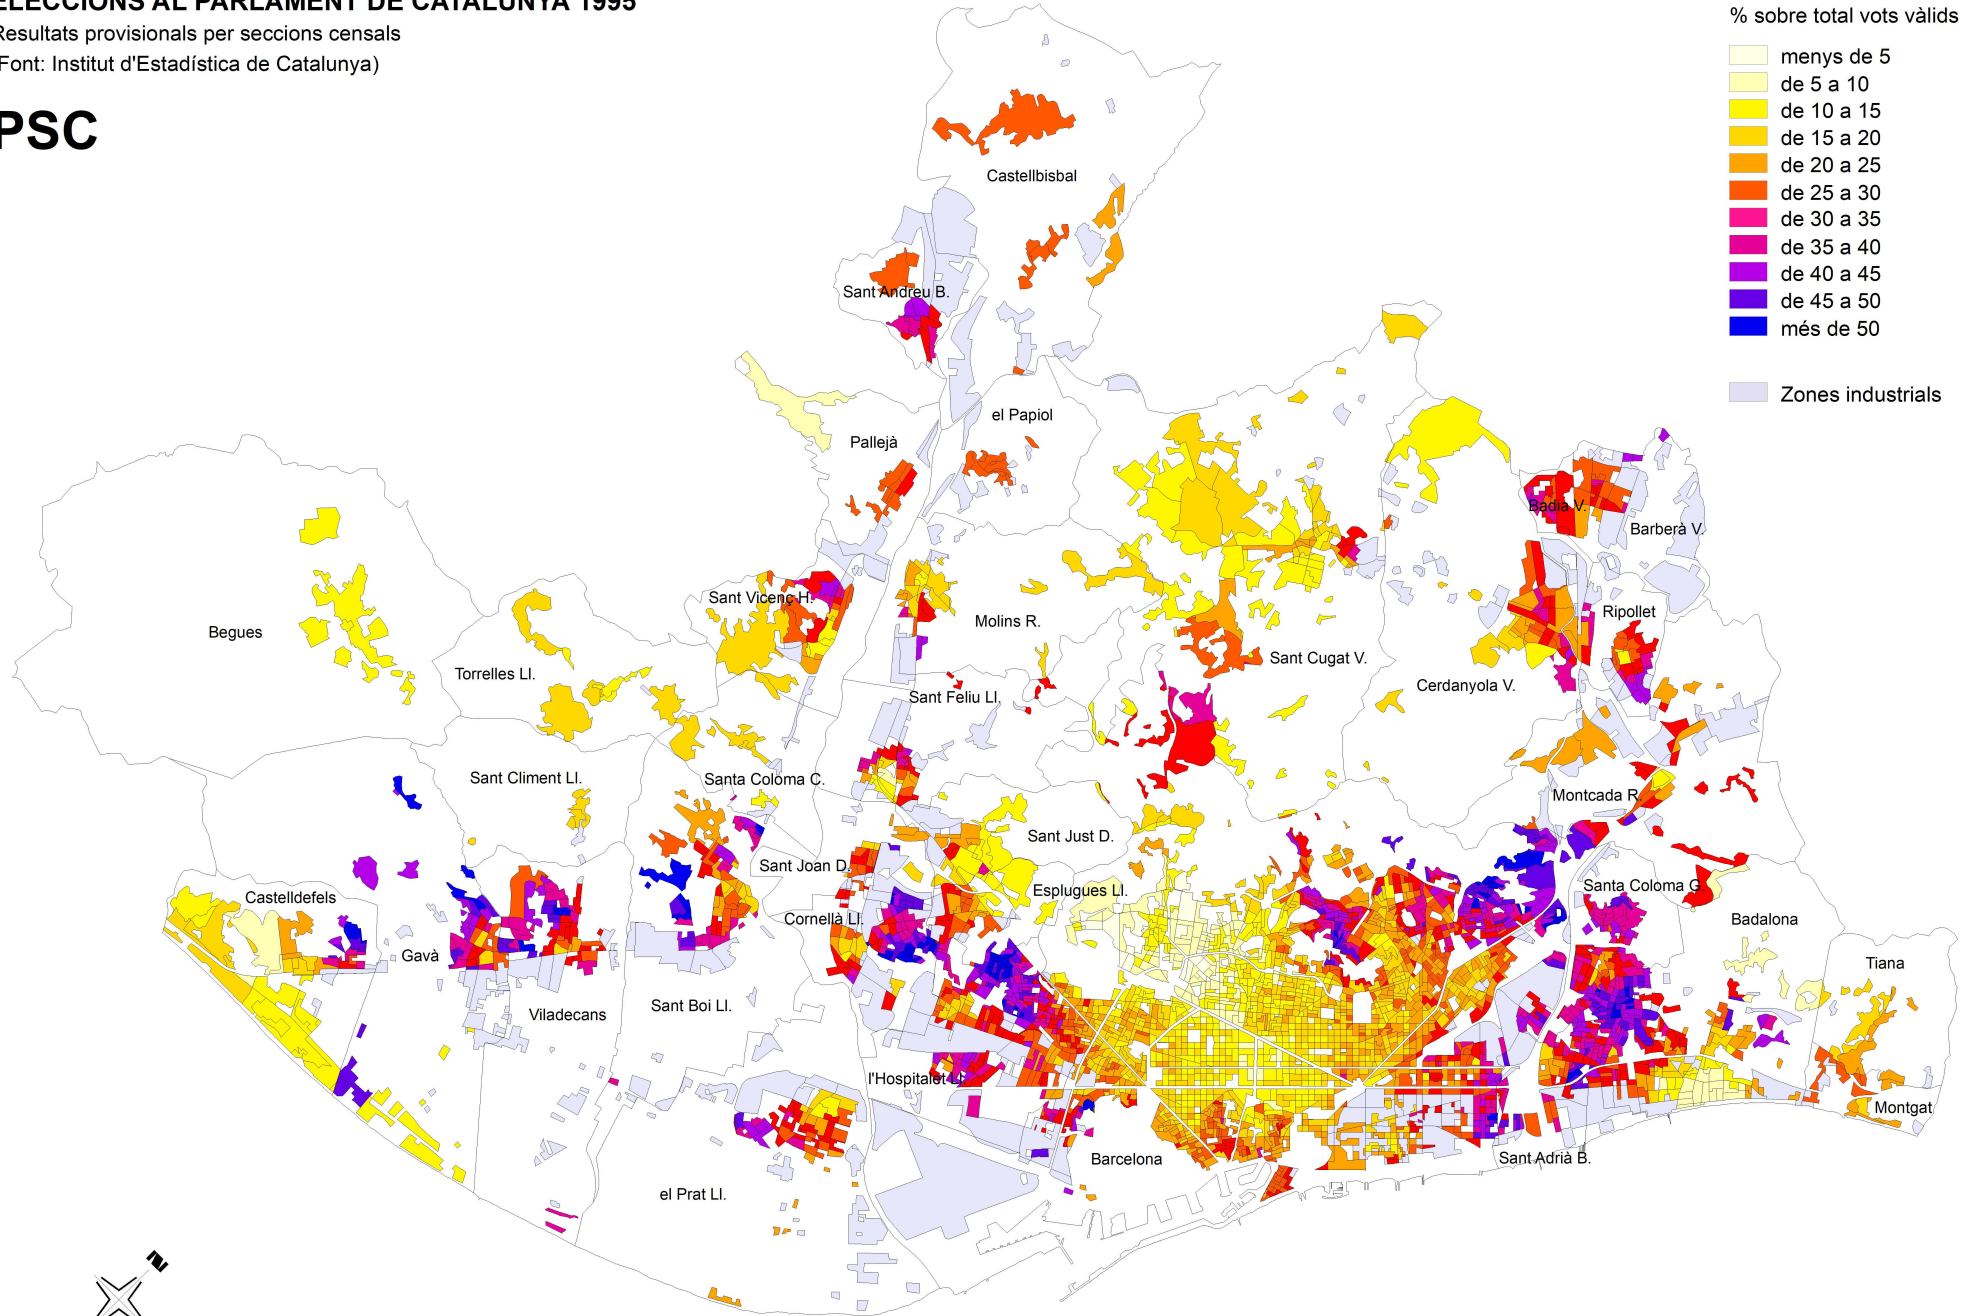 ELECCIONS AL PARLAMENT DE CATALUNYA 1995
Resultats provisionals per seccions censals
(Font: Institut d'Estadística de Catalunya)
PSC
% sobre total vots vàlids
menys de 5
de 5 a 10
de 10 a 15
de 15 a 20
de 20 a 25
de 25 a 30
de 30 a 35
de 35 a 40
de 40 a 45
de 45 a 50
més de 50
Zones industrials
Castellbisbal
Sant Andreu B.
el Papiol
Pallejà
Badia V.
Barberà V.
Sant Vicenç H.
Ripollet
Molins R.
Begues
Sant Cugat V.
Torrelles Ll.
Cerdanyola V.
Sant Feliu Ll.
Sant Climent Ll.
Santa Coloma C.
Montcada R.
Sant Just D.
Sant Joan D.
Santa Coloma G.
Esplugues Ll.
Castelldefels
Cornellà Ll.
Badalona
Gavà
Tiana
Sant Boi Ll.
Viladecans
l'Hospitalet Ll.
Montgat
Barcelona
Sant Adrià B.
el Prat Ll.
N